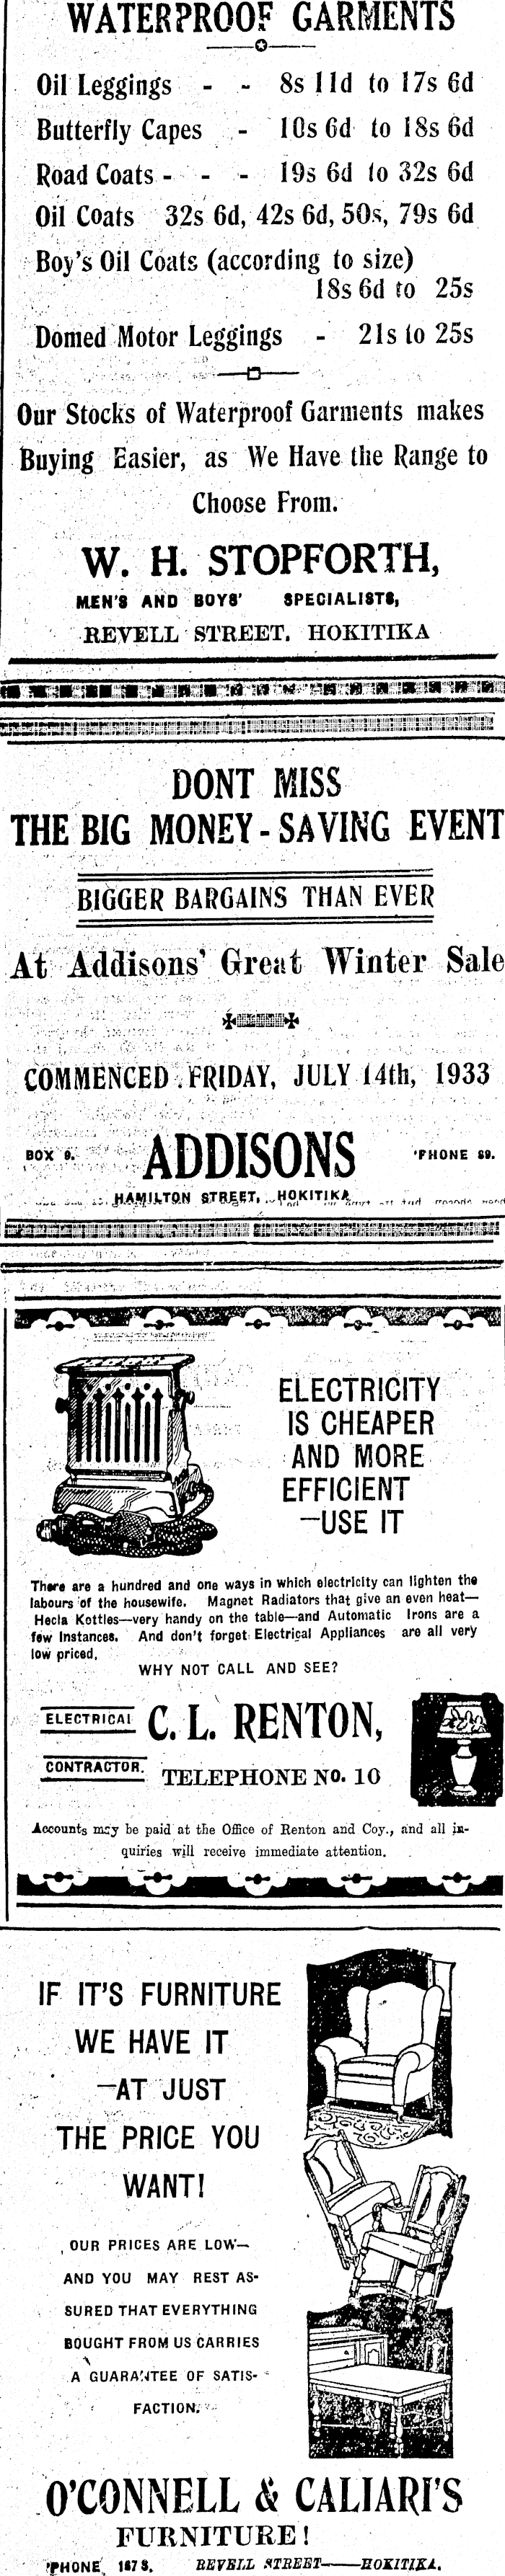 WATERPROOF GARMENTS
Oil Leggings - - 8s 11d to 17s 6d
Butterfly Capes - 10s 6d to 18s 6d
Road Coats - - - 19s 6d to 32s 6d
Oil Coats 32s 6d, 42s 6d, 50s, 79s 6d
Boy's Oil Coats (according to size)
18s 6d to 25s
Domed Motor Leggings - 21s to 25s
Our Stocks of Waterproof Garments makes
Buying Easier, as We Have the Range to
Choose From.
W. H. STOPFORTH,
MEN'S AND BOYS' SPECIALISTS,
REVELL STREET. HOKITIKA
DONT MISS
THE BIG MONEY-SAVING EVENT
BIGGER BARGAINS THAN EVER
At Addisons' Great Winter Sale
COMMENCED FRIDAY, JULY 14th, 1933
BOX 9. ADDISONS 'PHONE 89.
HAMILTON STREET, HOKITIKA
ELECTRICITY
IS CHEAPER
AND MORE
EFFICIENT
—USE IT
There are a hundred and one ways in which electricity can lighten the
labours of the housewife. Magnet Radiators that give an even heat—
Hecla Kottles—very handy on the table—and Automatic Irons are a
few Instances. And don't forget Electrical Appliances are all very
low priced.
WHY NOT CALL AND SEE?
ELECTRICAL C. L. RENTON,
CONTRACTOR. TELEPHONE NO. 10
Accounts may be paid at the Office of Renton and Coy., and all in-
quiries will receive immediate attention.
IF IT'S FURNITURE
WE HAVE IT
—AT JUST
THE PRICE YOU
WANT!
OUR PRICES ARE LOW—
AND YOU MAY REST AS-
SURED THAT EVERYTHING
BOUGHT FROM US CARRIES
A GUARANTEE OF SATIS-
FACTION.
O'CONNELL & CALIARI'S
FURNITURE!
'PHONE 187S. REVELL STREET——HOKITIKA.